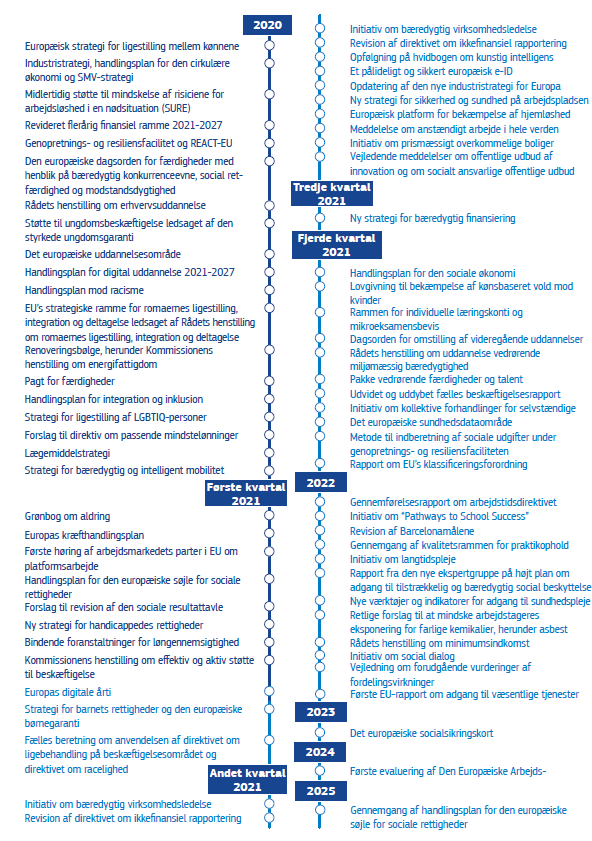 2020
Europæisk strategi for ligestilling mellem kønnene
Industristrategi, handlingsplan for den cirkulære
økonomi og SMV-strategi
Midlertidig støtte til mindskelse af risiciene for
arbejdsløshed i en nødsituation (SURE)
Revideret flerårig finansiel ramme 2021-2027
Genopretnings- og resiliensfacilitet og REACT-EU
Den europæiske dagsorden for færdigheder med
henblik på bæredygtig konkurrenceevne, social ret-
færdighed og modstandsdygtighed
Rådets henstilling om erhvervsuddannelse
Støtte til ungdomsbeskæftigelse ledsaget af den
styrkede ungdomsgaranti
Det europæiske uddannelsesområde
Handlingsplan for digital uddannelse 2021-2027
Handlingsplan mod racisme
EU's strategiske ramme for romaernes ligestilling,
integration og deltagelse ledsaget af Rådets henstilling
om romaernes ligestilling, integration og deltagelse
Renoveringsbølge, herunder Kommissionens
henstilling om energifattigdom
Pagt for færdigheder
Handlingsplan for integration og inklusion
Strategi for ligestilling af LGBTIQ-personer
Forslag til direktiv om passende mindstelønninger
Lægemiddelstrategi
Strategi for bæredygtig og intelligent mobilitet
Første kvartal
2021
Grønbog om aldring
Europas kræfthandlingsplan
Første høring af arbejdsmarkedets parter i EU om
platformsarbejde
Handlingsplan for den europæiske søjle for sociale
rettigheder
Forslag til revision af den sociale resultattavle
Ny strategi for handicappedes rettigheder
Bindende foranstaltninger for løngennemsigtighed
Kommissionens henstilling om effektiv og aktiv støtte
til beskæftigelse
Europas digitale årti
Strategi for barnets rettigheder og den europæiske
børnegaranti
Fælles beretning om anvendelsen af direktivet om
ligebehandling på beskæftigelsesområdet og
direktivet om racelighed
Andet kvartal
2021
Initiativ om bæredygtig virksomhedsledelse
Revision af direktivet om ikkefinansiel rapportering
Initiativ om bæredygtig virksomhedsledelse
Revision af direktivet om ikkefinansiel rapportering
Opfølgning på hvidbogen om kunstig intelligens
Et pålideligt og sikkert europæisk e-ID
Opdatering af den nye industristrategi for Europa
Ny strategi for sikkerhed og sundhed på arbejdspladsen
Europæisk platform for bekæmpelse af hjemløshed
Meddelelse om anstændigt arbejde i hele verden
Initiativ om prismæssigt overkommelige boliger
Vejledende meddelelser om offentlige udbud af
innovation og om socialt ansvarlige offentlige udbud
Tredje kvartal
2021
Ny strategi for bæredygtig finansiering
Fjerde kvartal
2021
Handlingsplan for den sociale økonomi
Lovgivning til bekæmpelse af kønsbaseret vold mod
kvinder
Rammen for individuelle læringskonti og
mikroeksamensbevis
Dagsorden for omstilling af videregående uddannelser
Rådets henstilling om uddannelse vedrørende
miljømæssig bæredygtighed
Pakke vedrørende færdigheder og talent
Udvidet og uddybet fælles beskæftigelsesrapport
Initiativ om kollektive forhandlinger for selvstændige
Det europæiske sundhedsdataområde
Metode til indberetning af sociale udgifter under
genopretnings- og resiliensfaciliteten
Rapport om EU's klassificeringsforordning
2022
Gennemførelsesrapport om arbejdstidsdirektivet
Initiativ om "Pathways to School Success"
Revision af Barcelonamålene
Gennemgang af kvalitetsrammen for praktikophold
Initiativ om langtidspleje
Rapport fra den nye ekspertgruppe på højt plan om
adgang til tilstrækkelig og bæredygtig social beskyttelse
Nye værktøjer og indikatorer for adgang til sundhedspleje
Retlige forslag til at mindske arbejdstageres
eksponering for farlige kemikalier, herunder asbest
Rådets henstilling om minimumsindkomst
Initiativ om social dialog
Vejledning om forudgående vurderinger af
fordelingsvirkninger
Første EU-rapport om adgang til væsentlige tjenester
2023
Det europæiske socialsikringskort
2024
Første evaluering af Den Europæiske Arbejds-
2025
Gennemgang af handlingsplan for den europæiske
søjle for sociale rettigheder